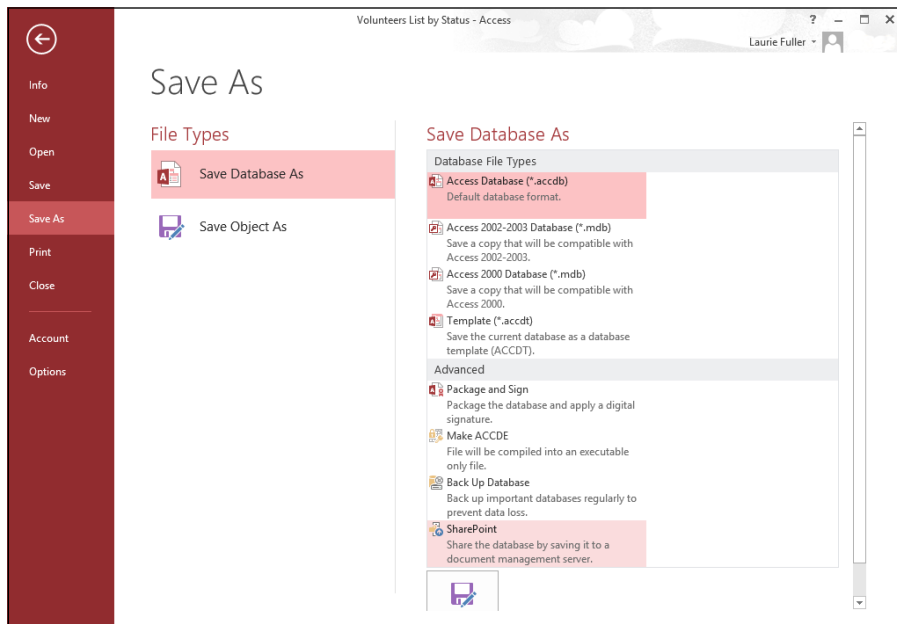 Volunteers List by Status - Access
Laurie Fuller
Info
New
Open
Save
Save As
Print
Close
Account
Options
Save As
File Types
Save Database As
Save Object As
Save Database As
Database File Types
Access Database (*.accdb)
Default database format.
Access 2002-2003 Database (*.mdb)
Save a copy that will be compatible with
Access 2002-2003.
Access 2000 Database (*.mdb)
Save a copy that will be compatible with
Access 2000.
Template (*.accdt)
Save the current database as a database
template (ACCDT).
Advanced
Package and Sign
Package the database and apply a digital
signature.
Make ACCDE
File will be compiled into an executable
only file.
Back Up Database
Back up important databases regularly to
prevent data loss.
SharePoint
Share the database by saving it to a
document management server.